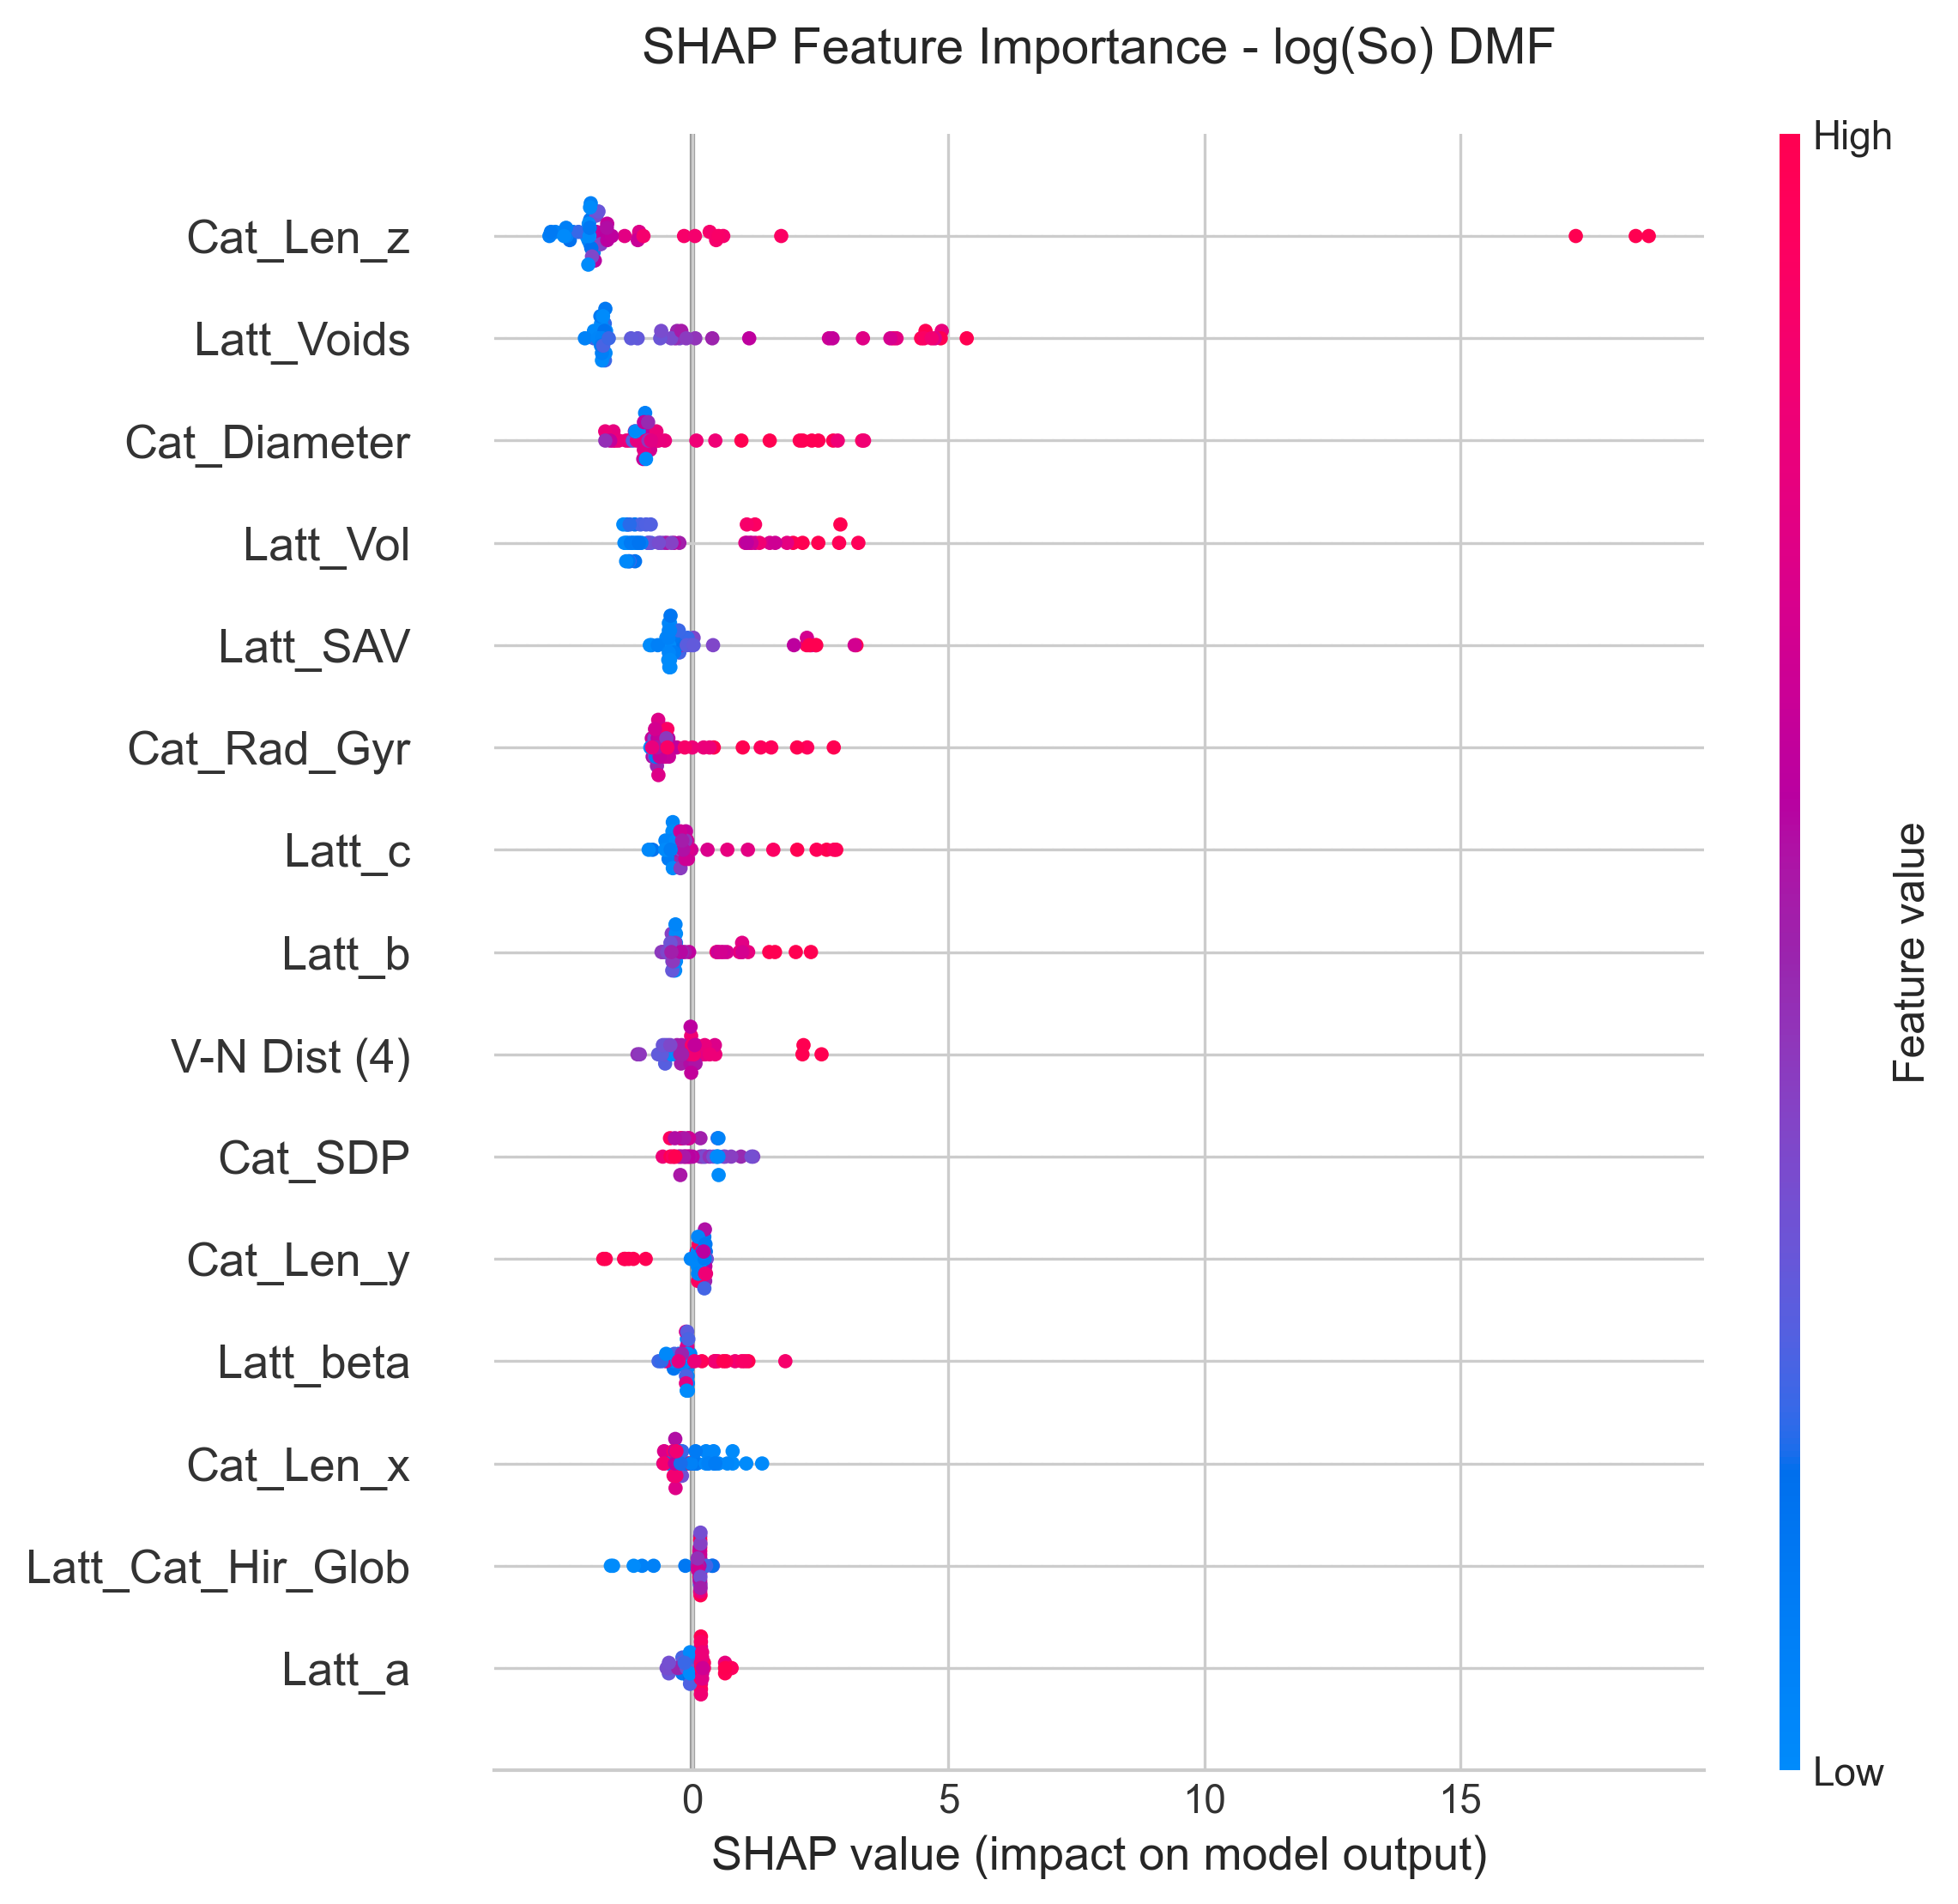 SHAP Feature Importance - log(So) DMF
High
Cat_Len_z
Latt_Voids
Cat_Diameter
Latt_Vol
Latt_SAV
Cat_Rad_Gyr
Latt_c
Latt_b
V-N Dist (4)
Cat_SDP
Cat_Len_y
Latt_beta
Cat_Len_x
Latt_Cat_Hir_Glob
Latt_a
Feature value
Low
0 5 10 15
SHAP value (impact on model output)